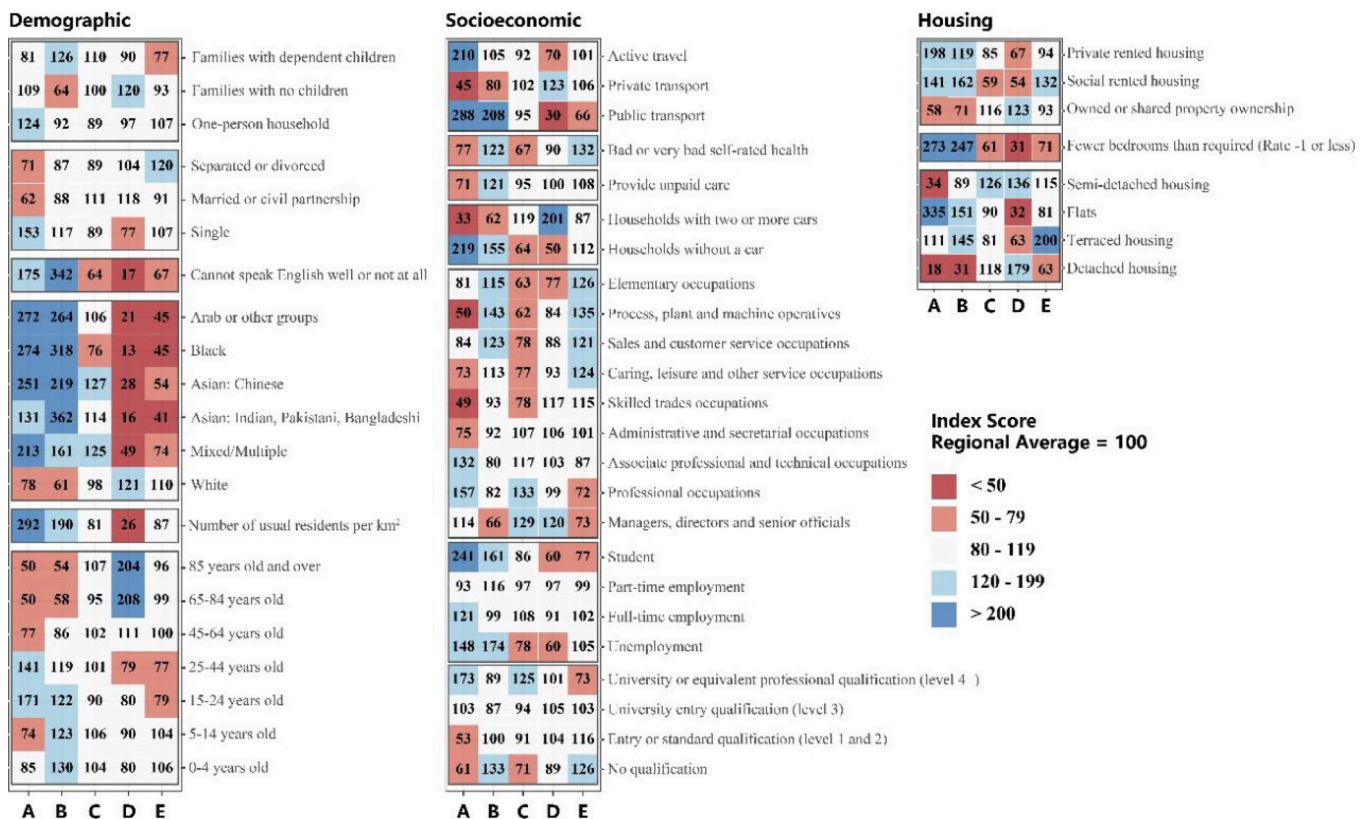 Demographic
81 126 110 90 77 Families with dependent children
109 64 100 120 93 Families with no children
124 92 89 97 107 One-person household
71 87 89 104 120 Separated or divorced
62 88 111 118 91 Married or civil partnership
153 117 89 77 107 Single
175 342 64 17 67 Cannot speak English well or not at all
272 264 106 21 45 Arab or other groups
274 318 76 13 45 Black
251 219 127 28 54 Asian: Chinese
131 362 114 16 41 Asian: Indian, Pakistani, Bangladeshi
213 161 125 49 74 Mixed/Multiple
78 61 98 121 110 White
292 190 81 26 87 Number of usual residents per km²
50 54 107 204 96 85 years old and over
50 58 95 208 99 65-84 years old
77 86 102 111 100 45-64 years old
141 119 101 79 77 25-44 years old
171 122 90 80 79 15-24 years old
74 123 106 90 104 5-14 years old
85 130 104 80 106 0-4 years old
A B C D E
Socioeconomic
210 105 92 70 101 Active travel
45 80 102 123 106 Private transport
288 208 95 30 66 Public transport
77 122 67 90 132 Bad or very bad self-rated health
71 121 95 100 108 Provide unpaid care
33 62 119 201 87 Households with two or more cars
219 155 64 50 112 Households without a car
81 115 63 77 126 Elementary occupations
50 143 62 84 135 Process, plant and machine operatives
84 123 78 88 121 Sales and customer service occupations
73 113 77 93 124 Caring, leisure and other service occupations
49 93 78 117 115 Skilled trades occupations
75 92 107 106 101 Administrative and secretarial occupations
132 80 117 103 87 Associate professional and technical occupations
157 82 133 99 72 Professional occupations
114 66 129 120 73 Managers, directors and senior officials
241 161 86 60 77 Student
93 116 97 97 99 Part-time employment
121 99 108 91 102 Full-time employment
148 174 78 60 105 Unemployment
173 89 125 101 73 University or equivalent professional qualification (level 4 )
103 87 94 105 103 University entry qualification (level 3)
53 100 91 104 116 Entry or standard qualification (level 1 and 2)
61 133 71 89 126 No qualification
A B C D E
Housing
198 119 85 67 94 Private rented housing
141 162 59 54 132 Social rented housing
58 71 116 123 93 Owned or shared property ownership
273 247 61 31 71 Fewer bedrooms than required (Rate -1 or less)
34 89 126 136 115 Semi-detached housing
335 151 90 32 81 Flats
111 145 81 63 200 Terraced housing
18 31 118 179 63 Detached housing
A B C D E
Index Score
Regional Average = 100
< 50
50 - 79
80 - 119
120 - 199
> 200